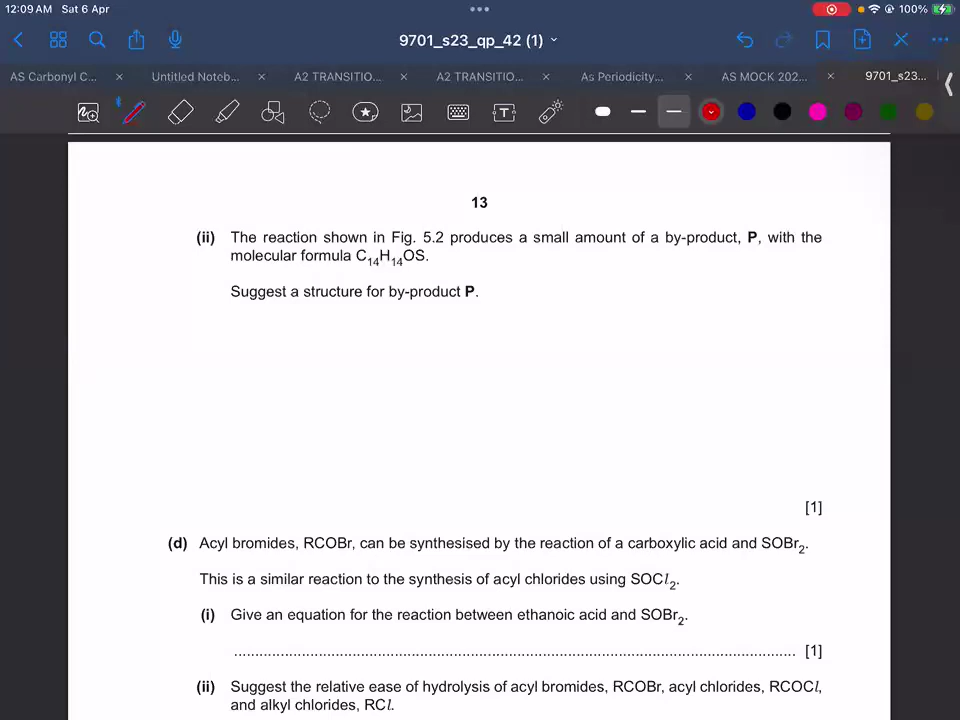 12:09 AM Sat 6 Apr
100%
9701_s23_qp_42 (1)
AS Carbonyl C...
Untitled Noteb...
A2 TRANSITIO...
A2 TRANSITIO...
As Periodicity...
AS MOCK 202...
9701_s23...
13
(ii) The reaction shown in Fig. 5.2 produces a small amount of a by-product, P, with the
molecular formula C₁₄H₁₄OS.
Suggest a structure for by-product P.
[1]
(d) Acyl bromides, RCOBr, can be synthesised by the reaction of a carboxylic acid and SOBr₂.
This is a similar reaction to the synthesis of acyl chlorides using SOCl₂.
(i) Give an equation for the reaction between ethanoic acid and SOBr₂.
.................................................................................................................................. [1]
(ii) Suggest the relative ease of hydrolysis of acyl bromides, RCOBr, acyl chlorides, RCOCl,
and alkyl chlorides, RCl.